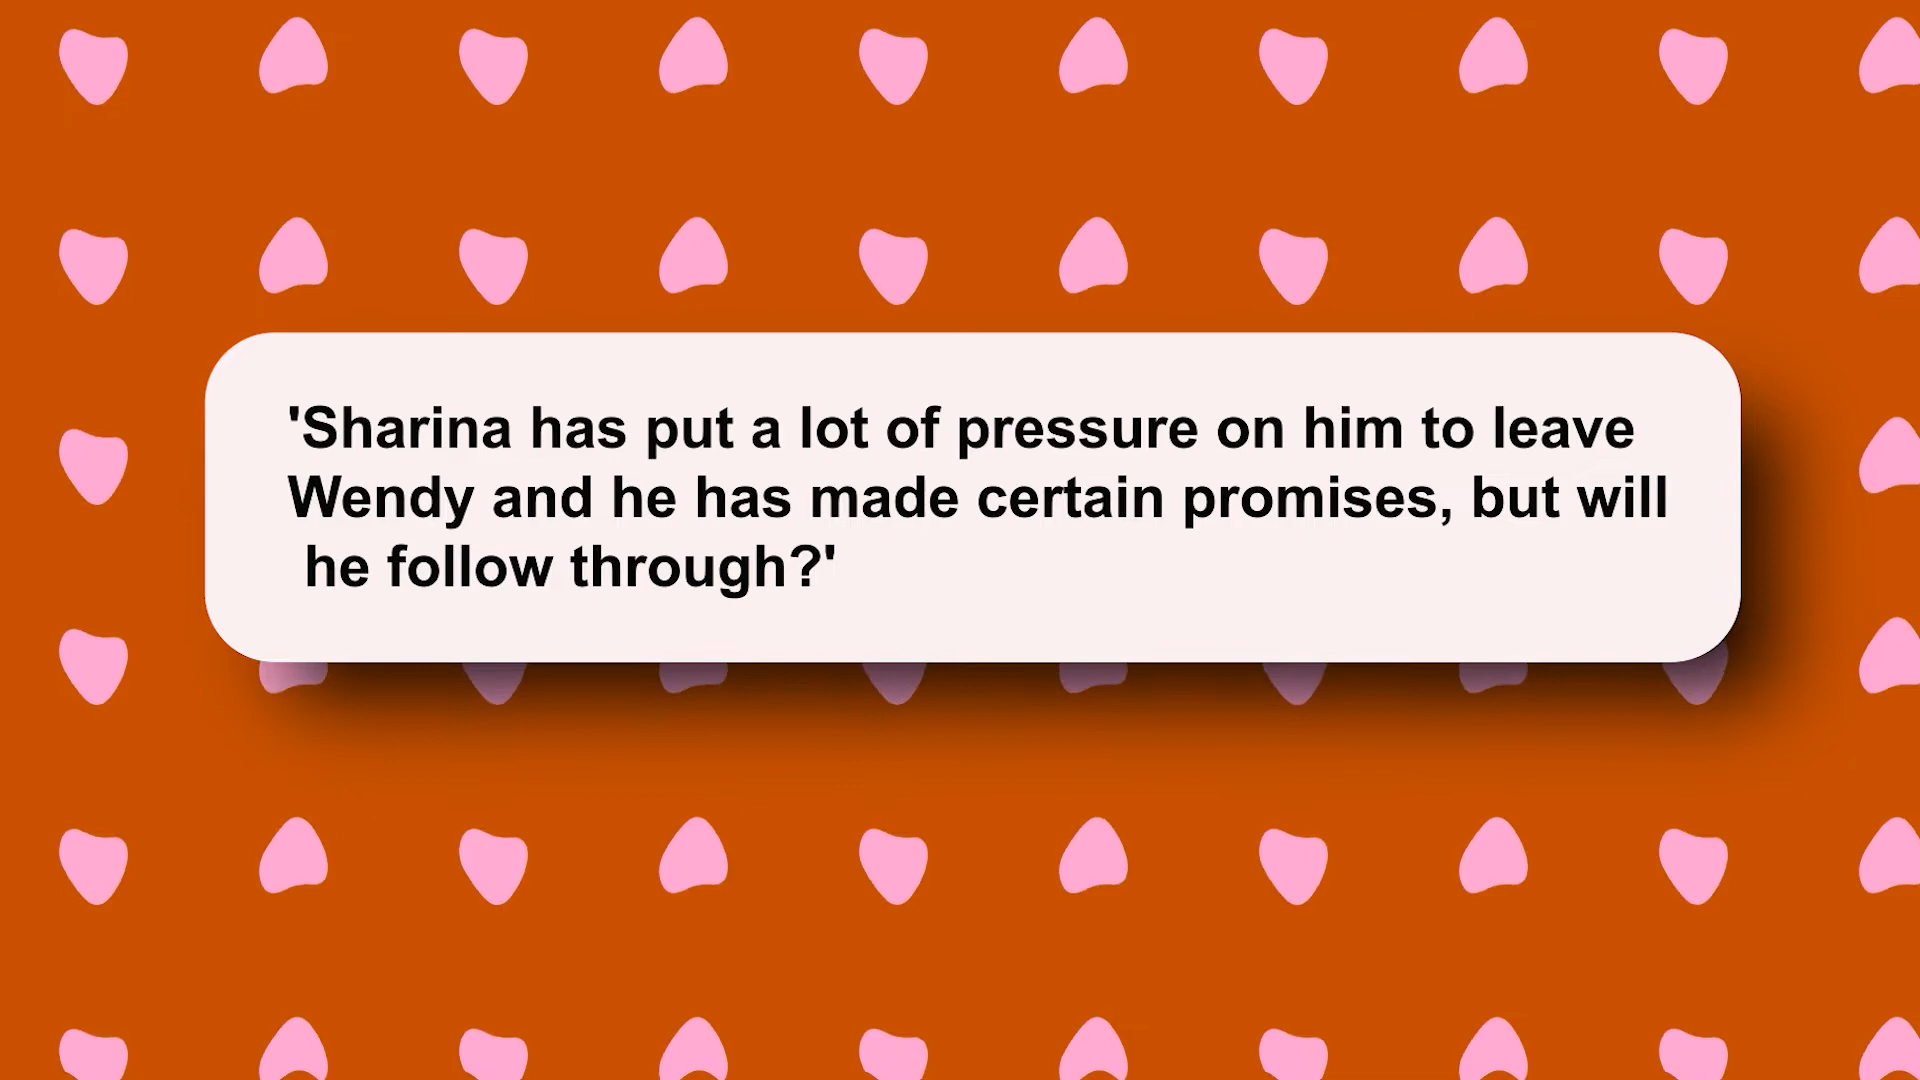 'Sharina has put a lot of pressure on him to leave
Wendy and he has made certain promises, but will
he follow through?'